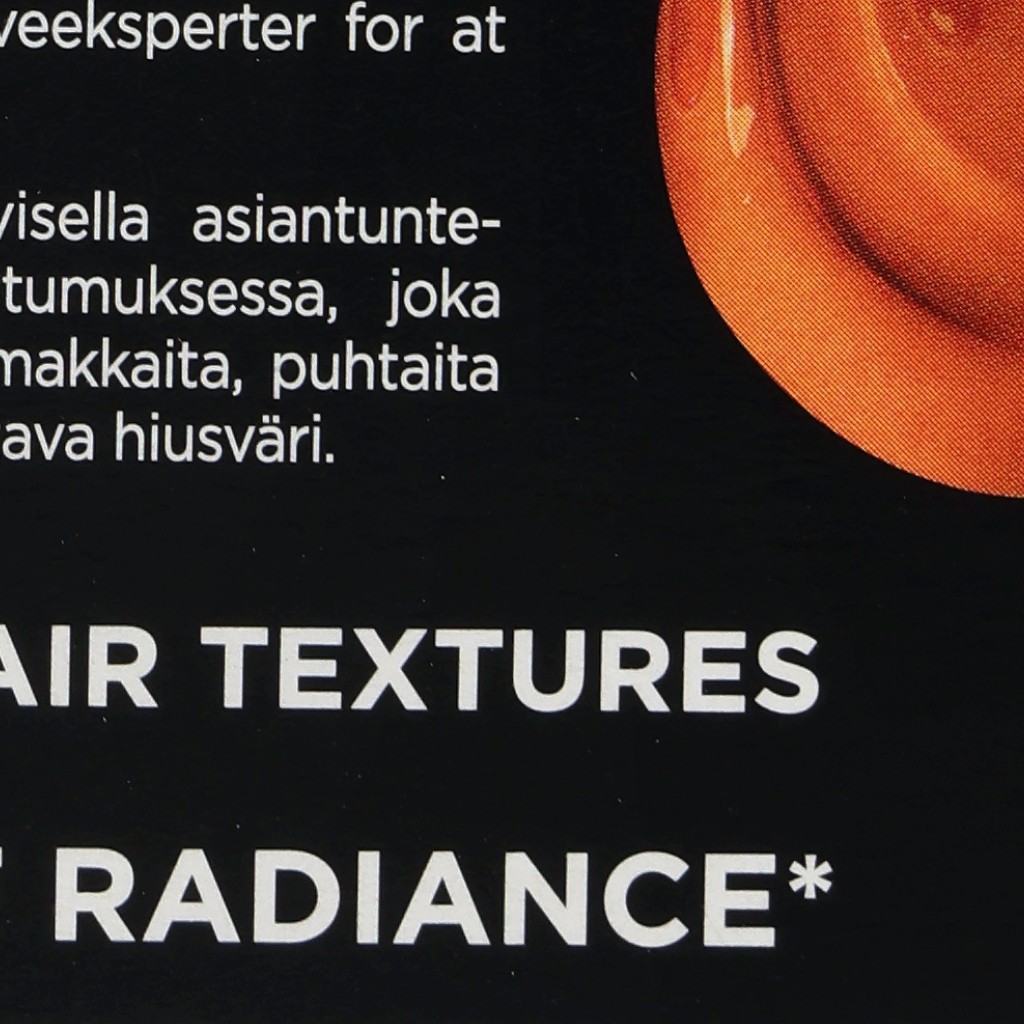 veeksperter for at
visella asiantunte-
tumuksessa, joka
makkaita, puhtaita
ava hiusväri.
AIR TEXTURES
RADIANCE*